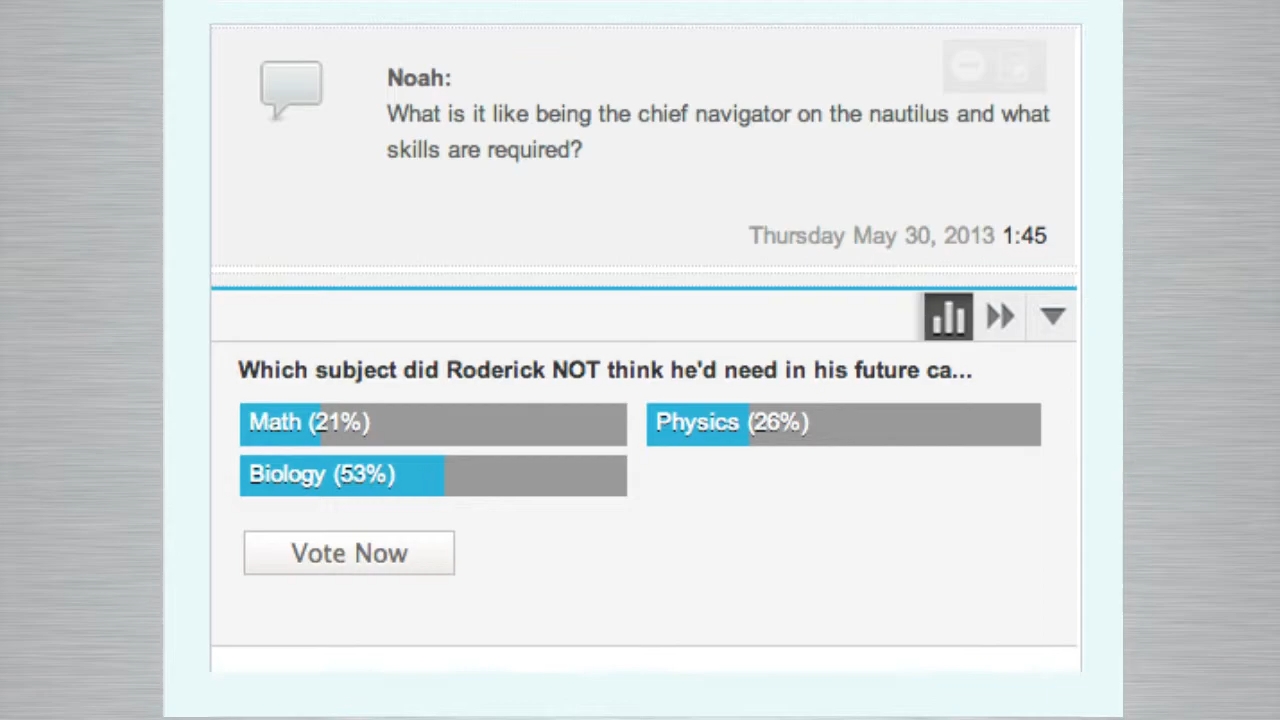 Noah:
What is it like being the chief navigator on the nautilus and what
skills are required?
Thursday May 30, 2013 1:45
Which subject did Roderick NOT think he'd need in his future ca...
Math (21%)
Physics (26%)
Biology (53%)
Vote Now